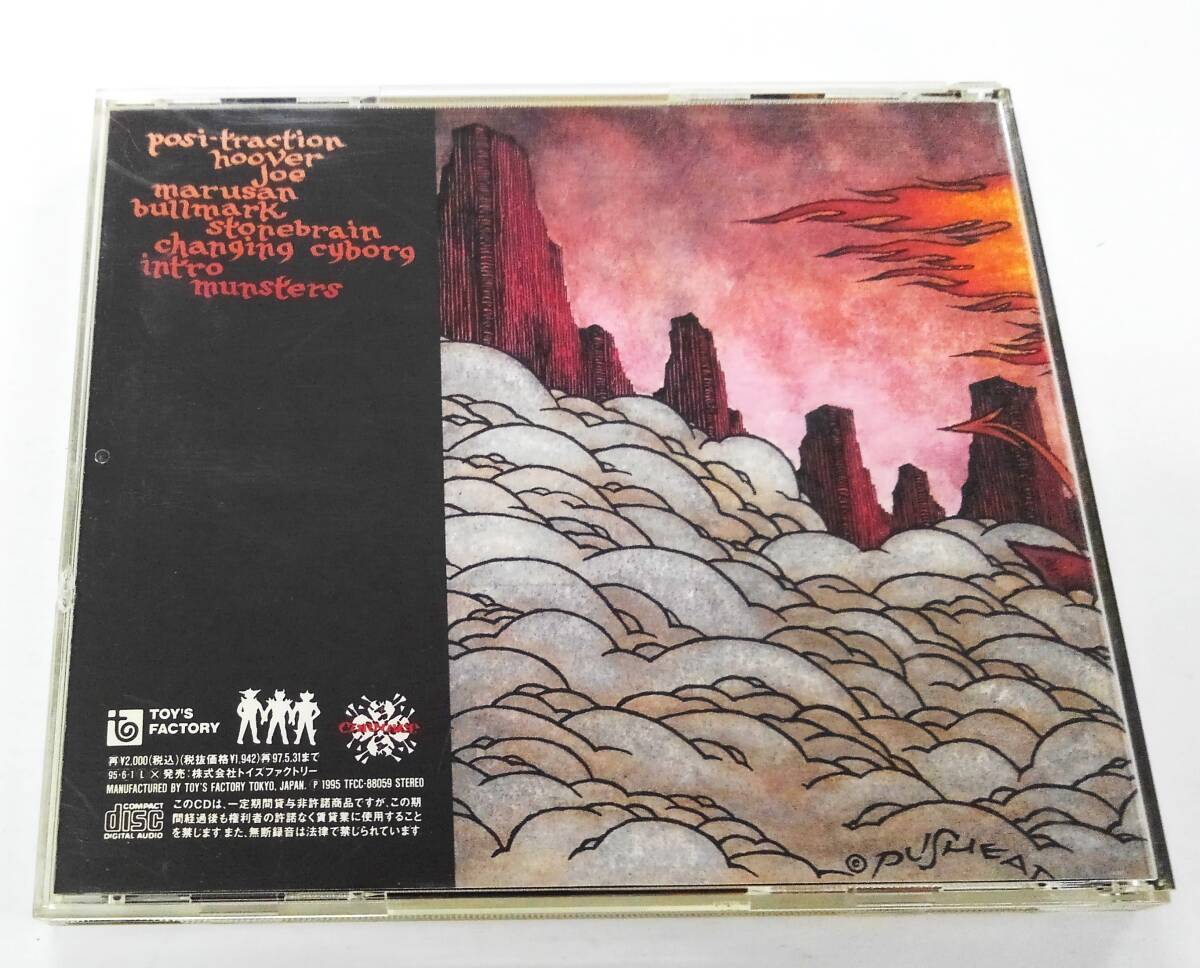 posi-traction
hoover
joe
marusan
bullmark
stonebrain
changing cyborg
intro
munsters
TOY'S
FACTORY
再¥2,000(税込)(税抜価格¥1,942)再97.5.31まで
95・6・1 L × 発売:株式会社トイズファクトリー
MANUFACTURED BY TOY'S FACTORY TOKYO, JAPAN. Ⓟ 1995 TFCC-88059 STEREO
COMPACT
disc
DIGITAL AUDIO
このCDは、一定期間貸与非許諾商品ですが、この期
間経過後も権利者の許諾なく賃貸業に使用すること
を禁じます また、無断録音は法律で禁じられています
© PUSHEAD